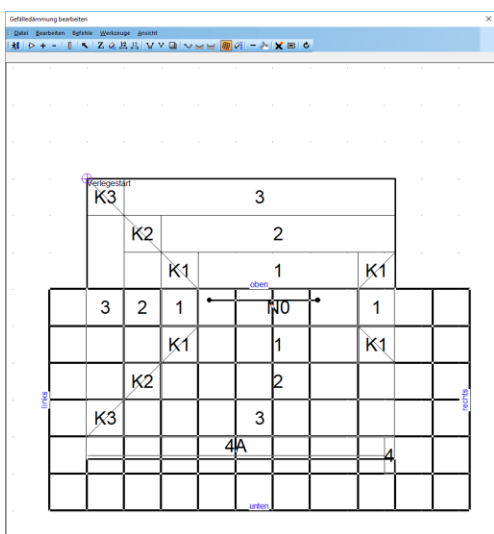 Gefälledämmung bearbeiten
Datei Bearbeiten Befehle Werkzeuge Ansicht
Verlegestart
K3 3
K2 2
K1 1 K1
oben
3 2 1 N0 1
K1 1 K1
K2 2
links rechts
K3 3
4A
4
unten